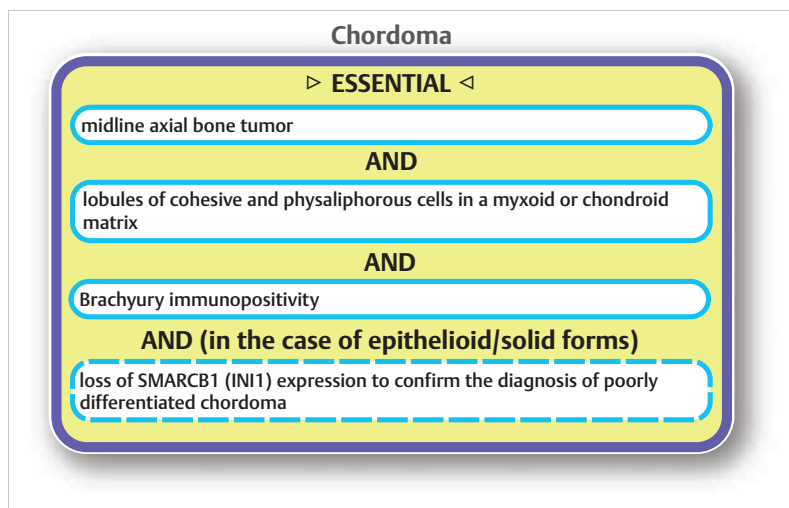 Chordoma
▷ ESSENTIAL ◁
midline axial bone tumor
AND
lobules of cohesive and physaliphorous cells in a myxoid or chondroid
matrix
AND
Brachyury immunopositivity
AND (in the case of epithelioid/solid forms)
loss of SMARCB1 (INI1) expression to confirm the diagnosis of poorly
differentiated chordoma